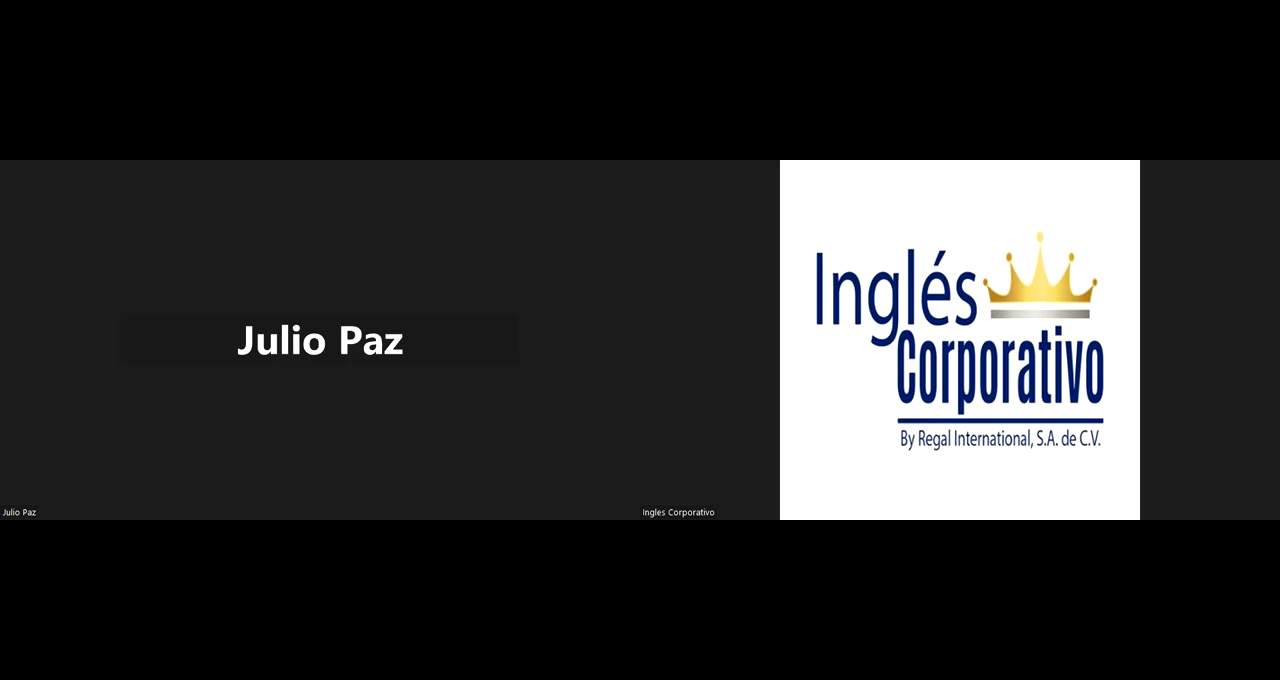 Julio Paz
Julio Paz
Inglés
Corporativo
By Regal International, S.A. de C.V.
Ingles Corporativo